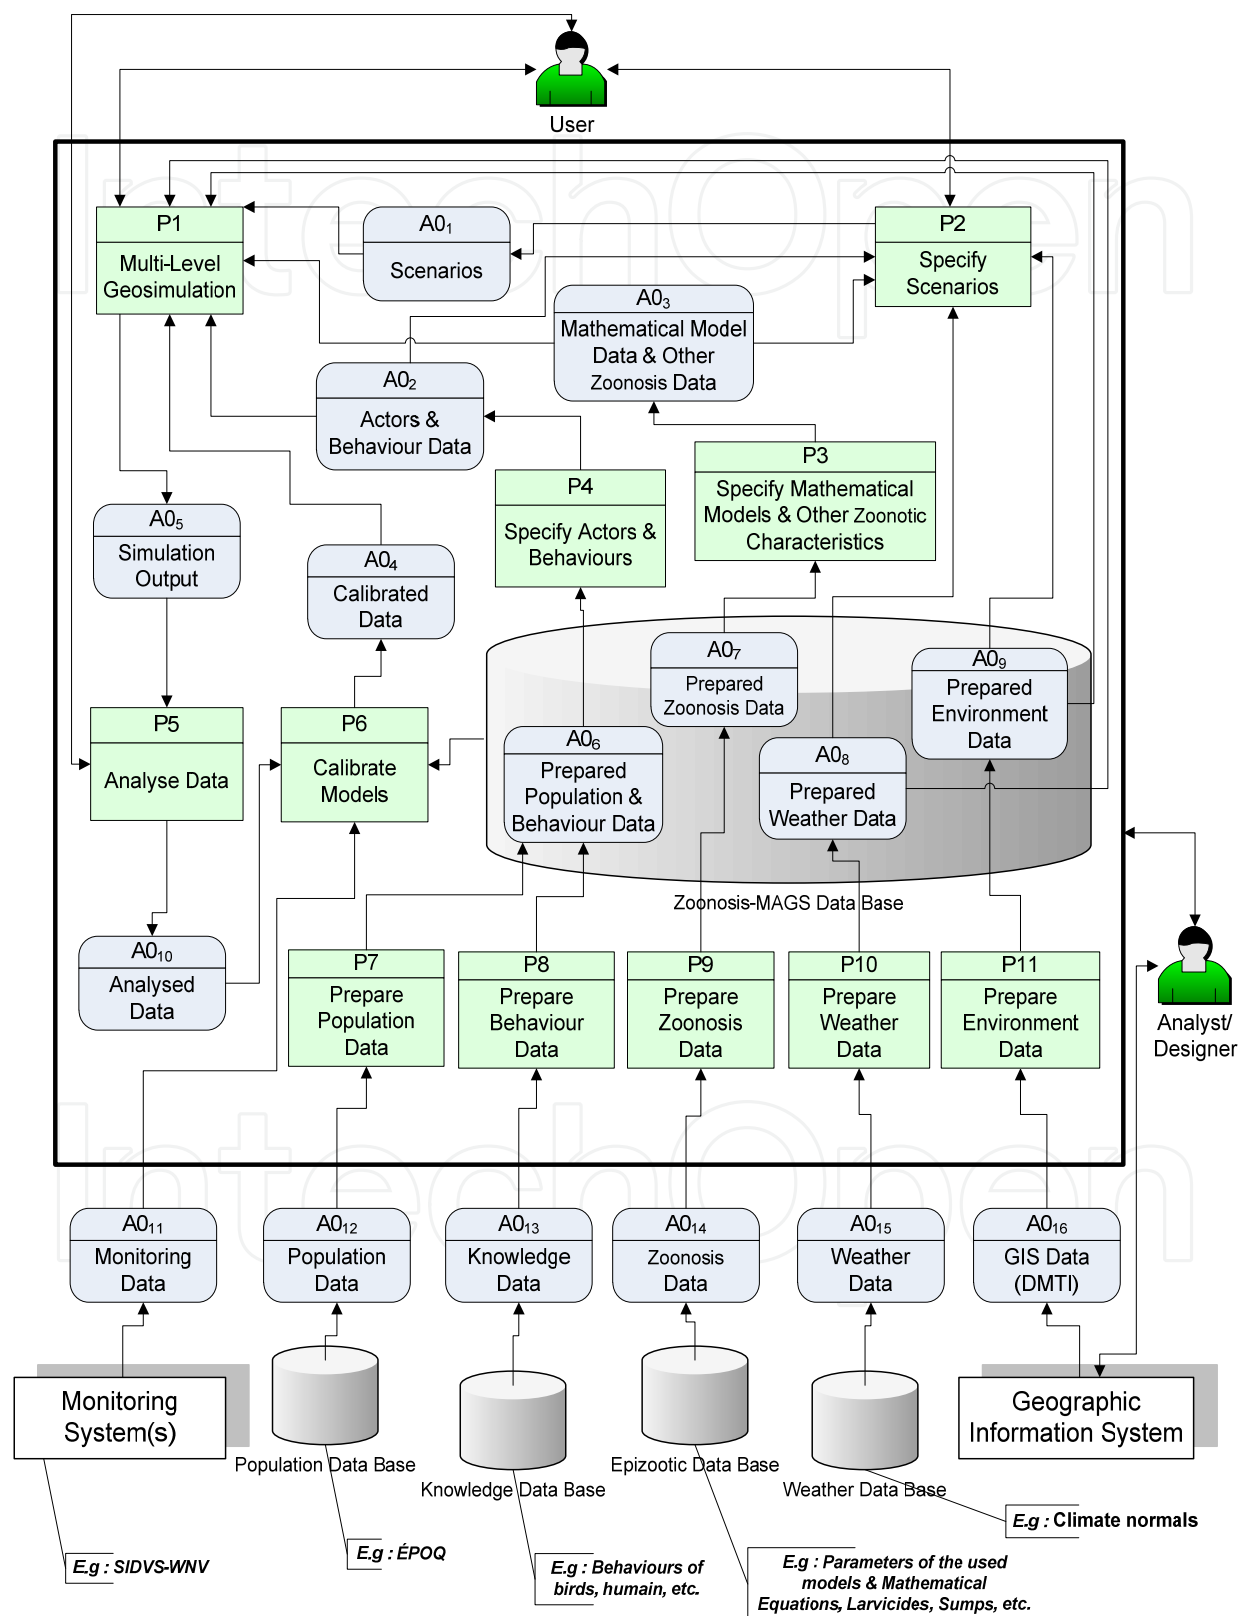 User
P1
Multi-Level
Geosimulation
A0₁
Scenarios
P2
Specify
Scenarios
A0₃
Mathematical Model
Data & Other
Zoonosis Data
A0₂
Actors &
Behaviour Data
P3
Specify Mathematical
Models & Other Zoonotic
Characteristics
P4
Specify Actors &
Behaviours
A0₅
Simulation
Output
A0₄
Calibrated
Data
A0₇
Prepared
Zoonosis Data
A0₉
Prepared
Environment
Data
P5
Analyse Data
P6
Calibrate
Models
A0₆
Prepared
Population &
Behaviour Data
A0₈
Prepared
Weather Data
Zoonosis-MAGS Data Base
A0₁₀
Analysed
Data
P7
Prepare
Population
Data
P8
Prepare
Behaviour
Data
P9
Prepare
Zoonosis
Data
P10
Prepare
Weather
Data
P11
Prepare
Environment
Data
Analyst/
Designer
A0₁₁
Monitoring
Data
A0₁₂
Population
Data
A0₁₃
Knowledge
Data
A0₁₄
Zoonosis
Data
A0₁₅
Weather
Data
A0₁₆
GIS Data
(DMTI)
Monitoring
System(s)
Population Data Base
Knowledge Data Base
Epizootic Data Base
Weather Data Base
Geographic
Information System
E.g : SIDVS-WNV
E.g : ÉPOQ
E.g : Behaviours of
birds, humain, etc.
E.g : Parameters of the used
models & Mathematical
Equations, Larvicides, Sumps, etc.
E.g : Climate normals
IntechOpen
IntechOpen